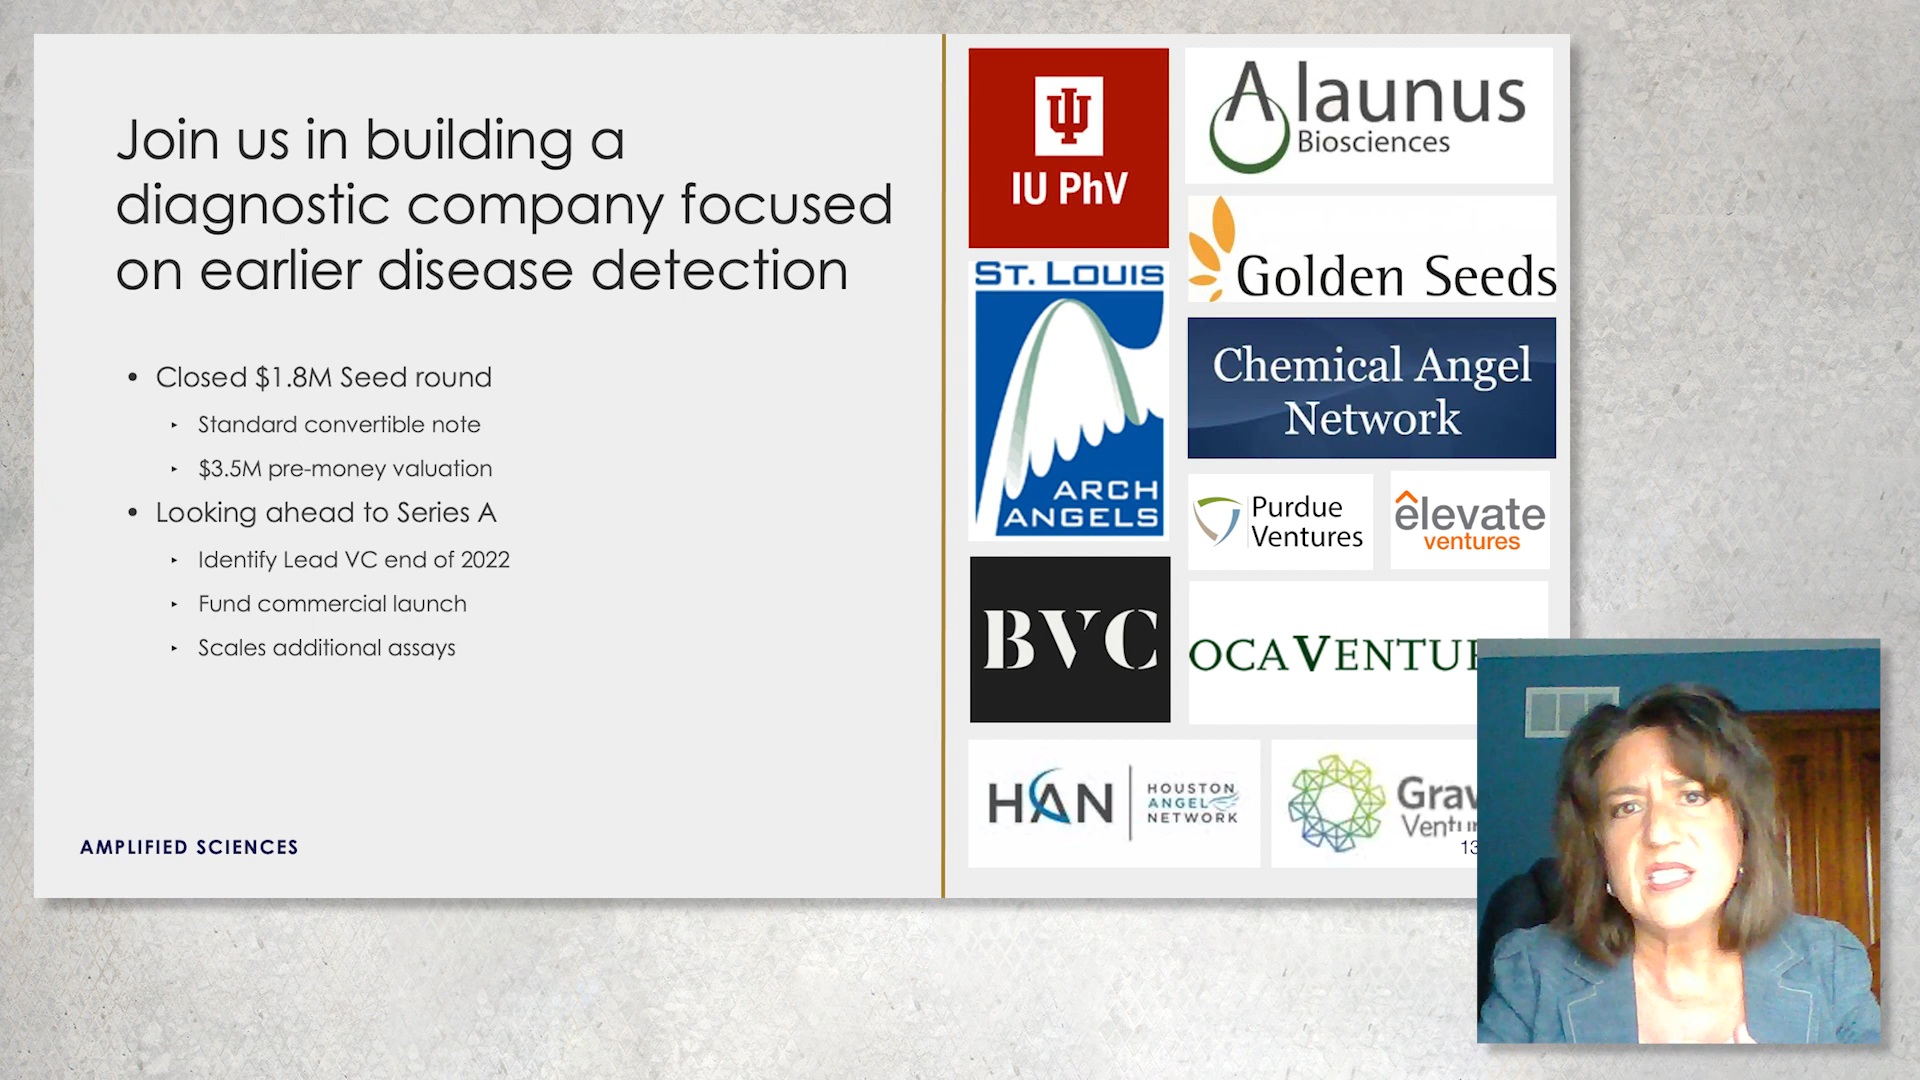 Join us in building a
diagnostic company focused
on earlier disease detection
• Closed $1.8M Seed round
‣ Standard convertible note
‣ $3.5M pre-money valuation
• Looking ahead to Series A
‣ Identify Lead VC end of 2022
‣ Fund commercial launch
‣ Scales additional assays
AMPLIFIED SCIENCES
IU PhV
Alaunus
Biosciences
Golden Seeds
ST. LOUIS
ARCH
ANGELS
Chemical Angel
Network
Purdue
Ventures
êlevate
ventures
BVC
HAN
HOUSTON
ANGEL
NETWORK
13